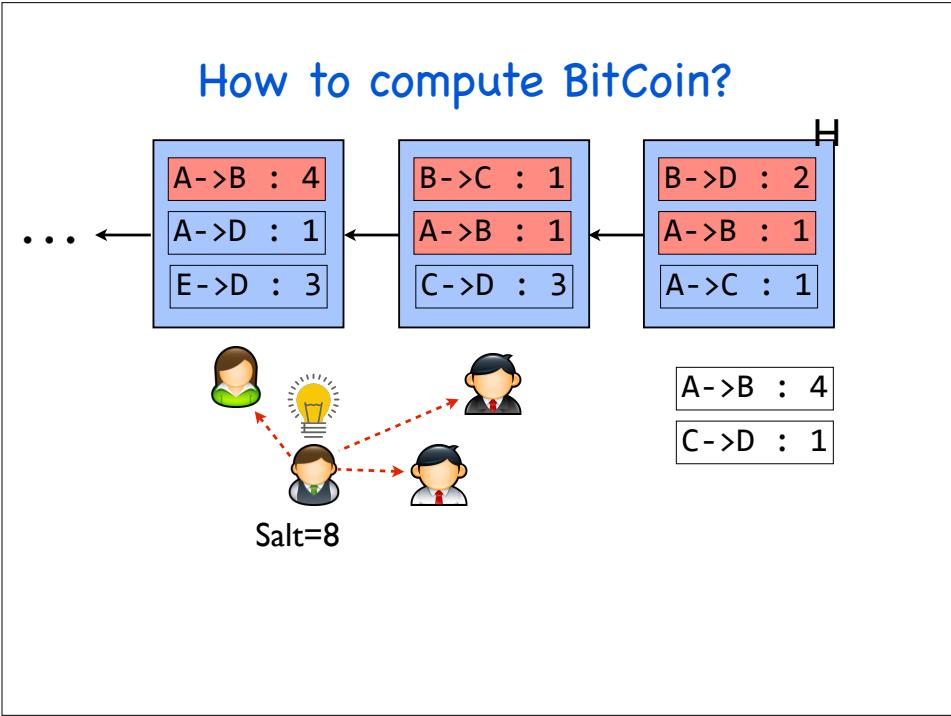 How to compute BitCoin?
H
A->B : 4
A->D : 1
E->D : 3
B->C : 1
A->B : 1
C->D : 3
B->D : 2
A->B : 1
A->C : 1
...
A->B : 4
C->D : 1
Salt=8